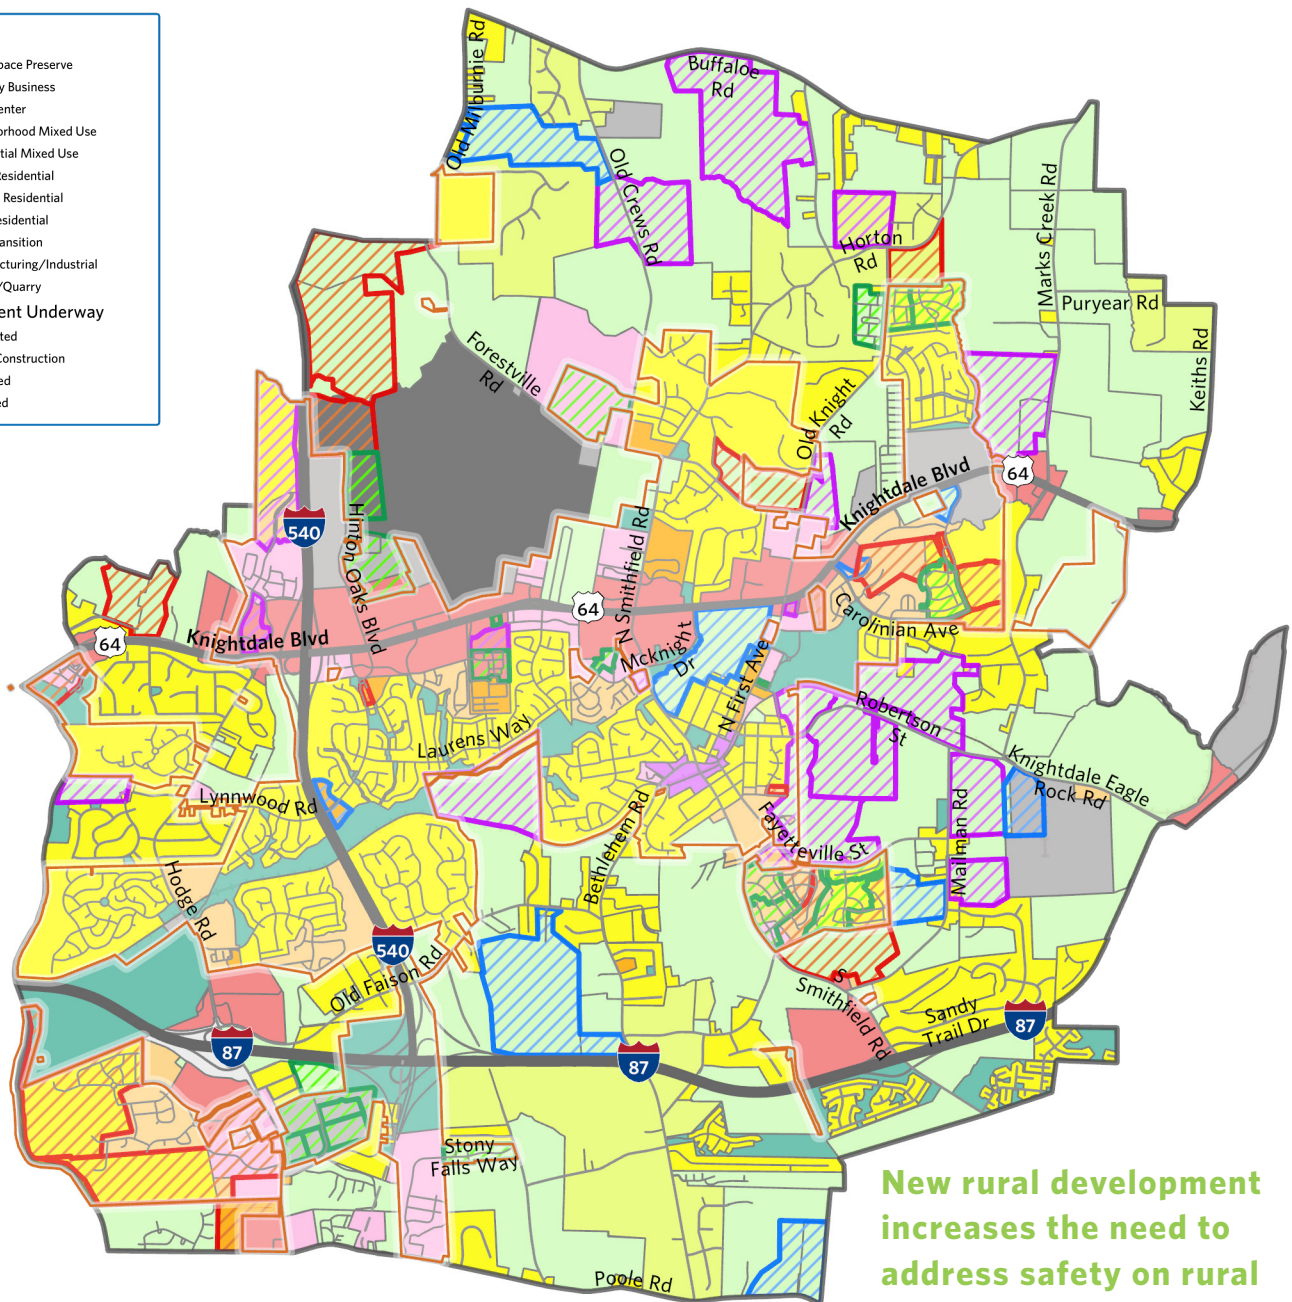 pace Preserve
y Business
enter
orhood Mixed Use
tial Mixed Use
Residential
Residential
esidential
ansition
cturing/Industrial
/Quarry
ent Underway
ted
Construction
ed
ed
Old Milburnie Rd
Buffaloe
Rd
Old Crews Rd
Horton
Rd
Marks Creek Rd
Puryear Rd
Keiths Rd
Forestville
Rd
Old Knight
Rd
Knightdale Blvd
64
540
Hinton Oaks Blvd
N Smithfield Rd
64
Knightdale Blvd
64
Carolinian Ave
Mcknight
Dr
N First Ave
Laurens Way
Robertson
St
Knightdale Eagle
Rock Rd
Lynnwood Rd
Bethlehem Rd
Fayetteville St
Mailman Rd
Hodge Rd
540
Old Faison Rd
S
Smithfield Rd
Sandy
Trail Dr
87
87
87
Stony
Falls Way
Poole Rd
New rural development
increases the need to
address safety on rural